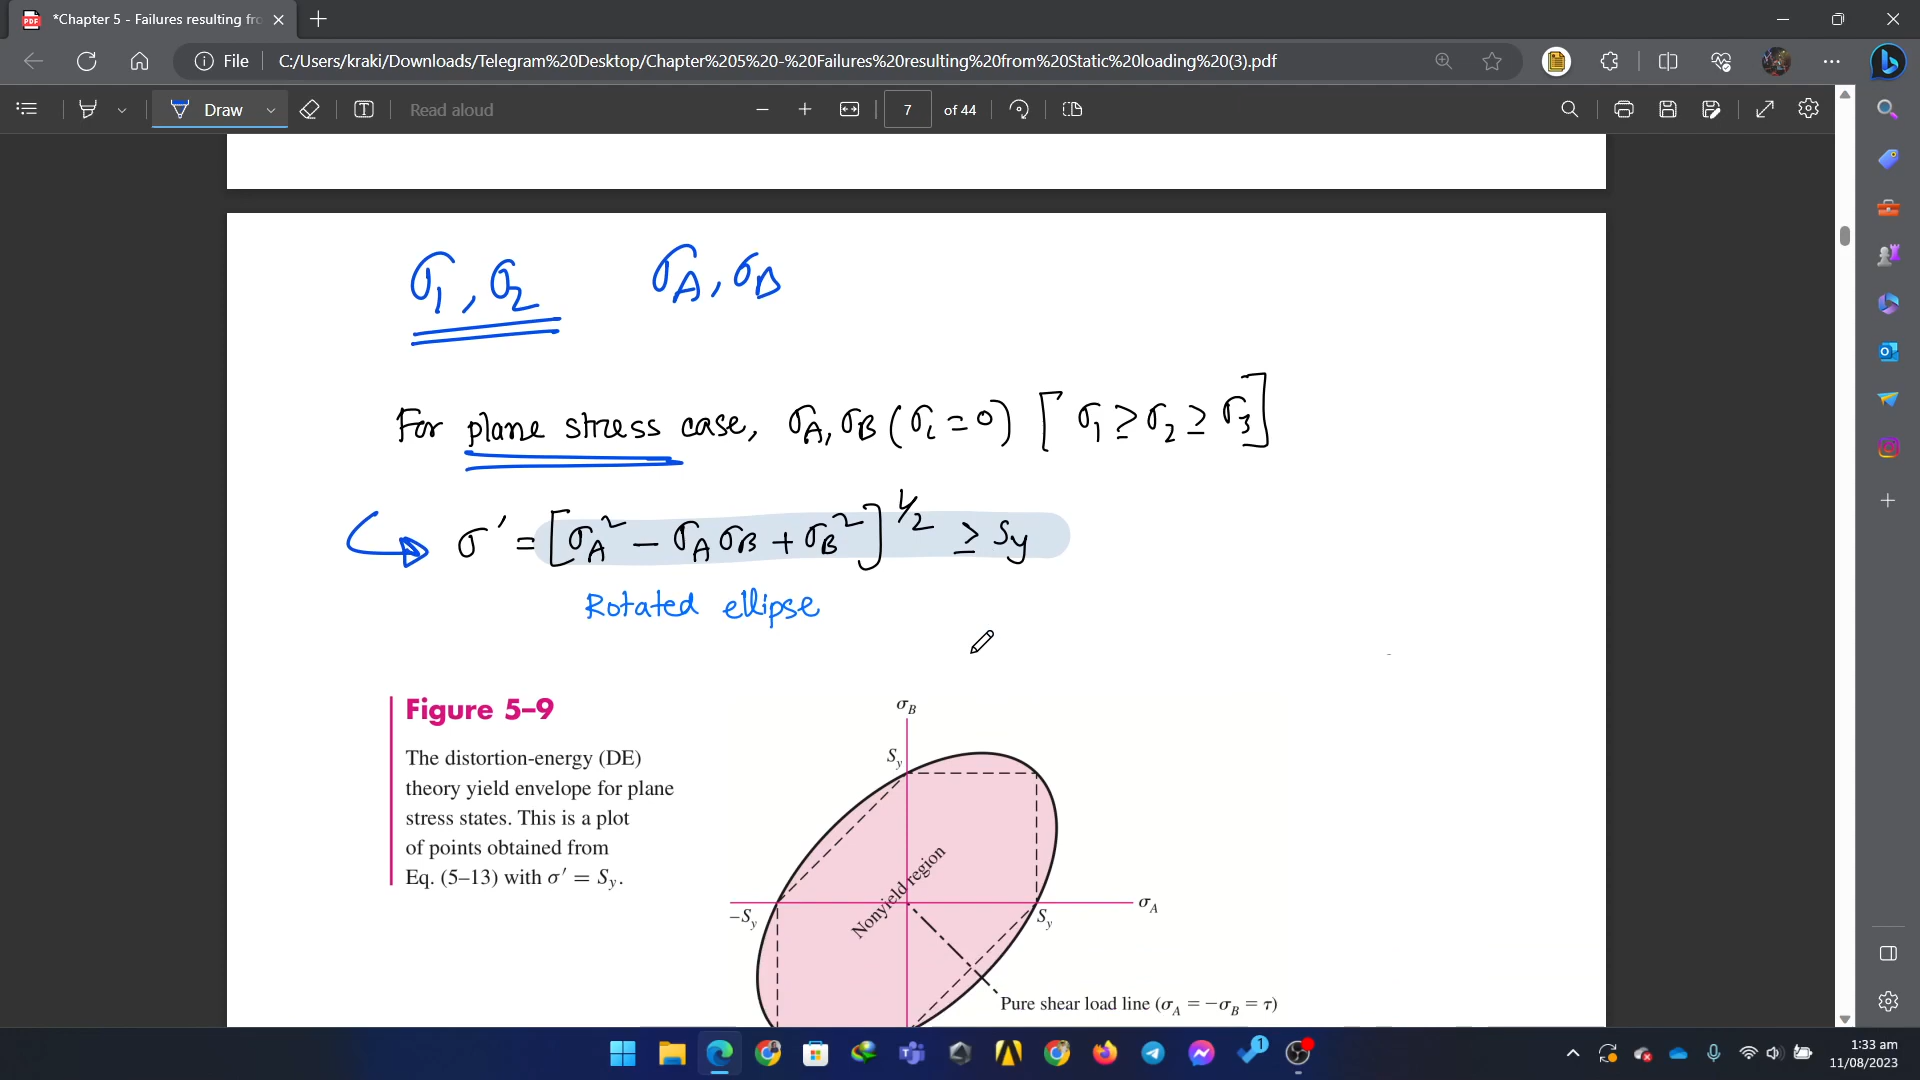 *Chapter 5 - Failures resulting fro
File
C:/Users/kraki/Downloads/Telegram%20Desktop/Chapter%205%20-%20Failures%20resulting%20from%20Static%20loading%20(3).pdf
Draw
Read aloud
7 of 44
σ1, σ2 σA, σB
For plane stress case, σA, σB (σc = 0) [σ1 ≥ σ2 ≥ σ3]
σ′ = [σA² − σA σB + σB²]^1/2 ≥ Sy
Rotated ellipse
Figure 5–9
The distortion-energy (DE)
theory yield envelope for plane
stress states. This is a plot
of points obtained from
Eq. (5–13) with σ′ = Sy.
σB
Sy
Nonyield region
−Sy
Sy
σA
Pure shear load line (σA = −σB = τ)
1
1:33 am
11/08/2023